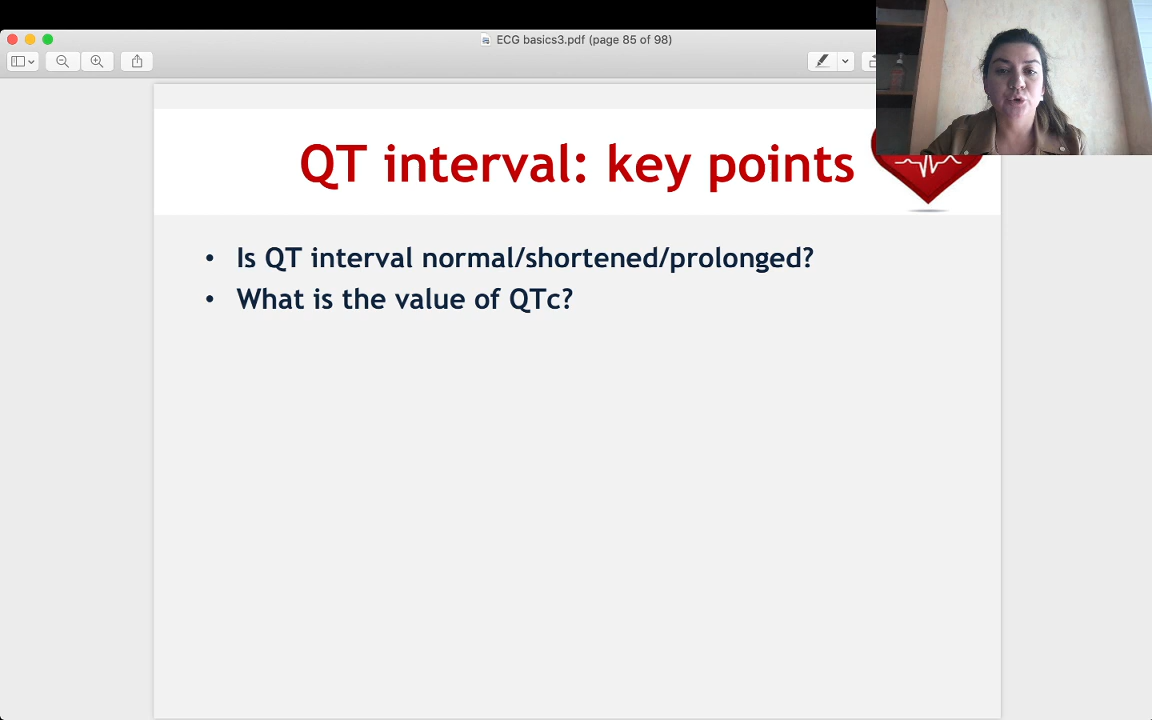 ECG basics3.pdf (page 85 of 98)
QT interval: key points
• Is QT interval normal/shortened/prolonged?
• What is the value of QTc?